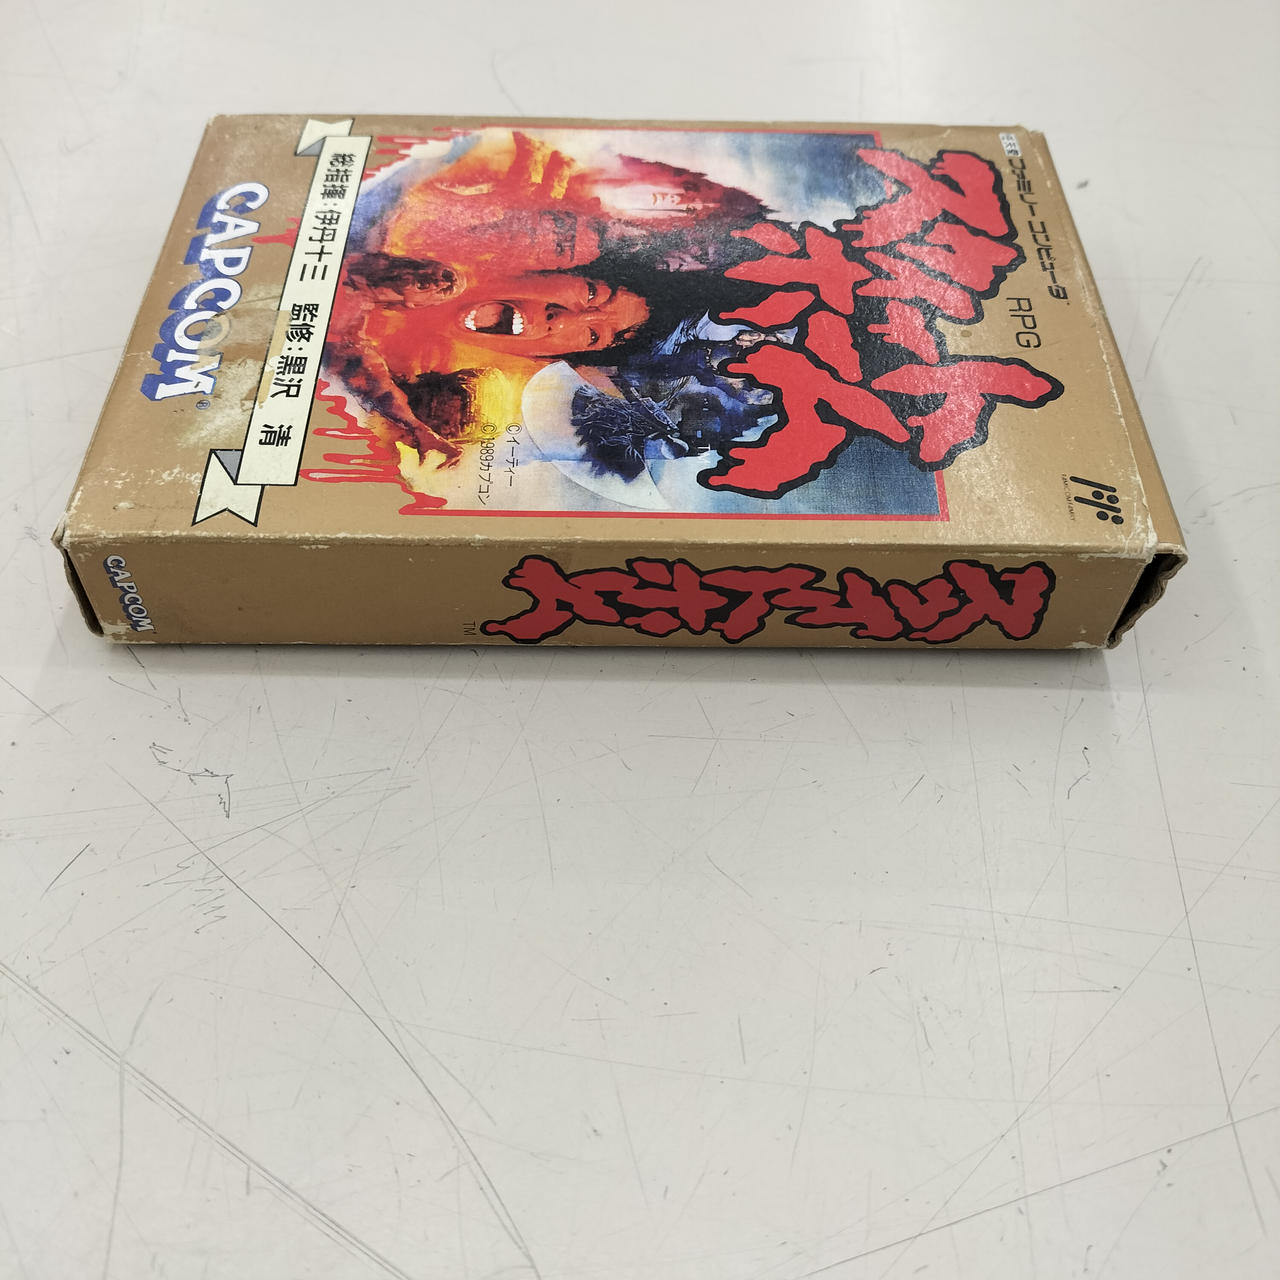 ファミリー コンピュータ™
RPG
スウィート
ホーム
©イーティー
©1989カプコン
総指揮:伊丹十三 監修:黒沢 清
CAPCOM®
スウィートホーム
TM
CAPCOM